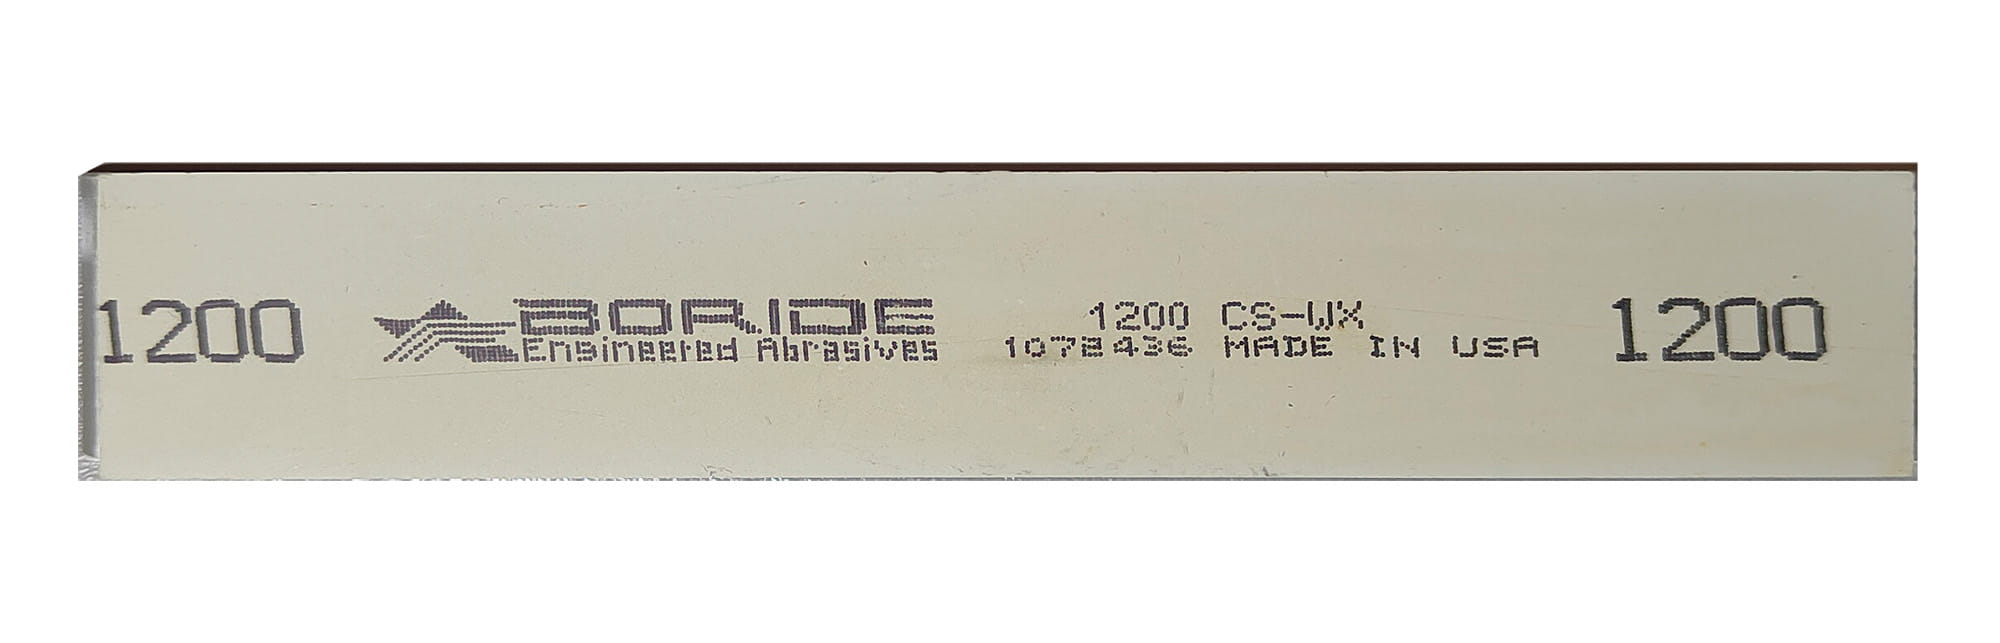 1200
BORIDE
Engineered Abrasives
1200 CS-WX
1072436 MADE IN USA
1200